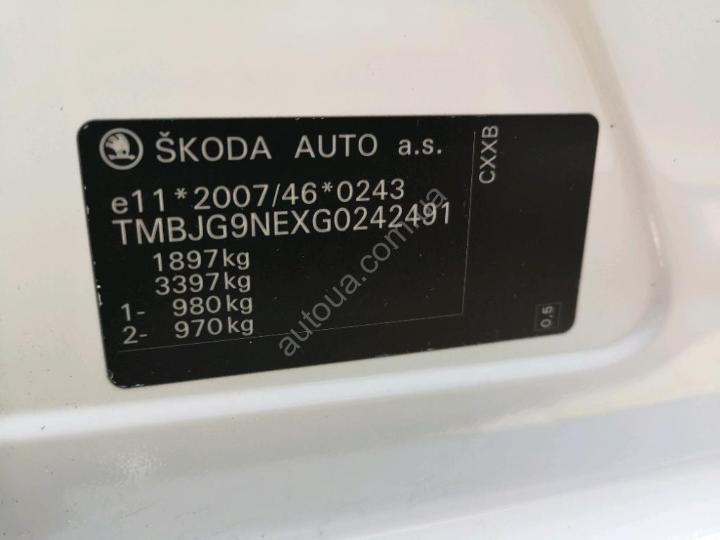 ŠKODA AUTO a.s.
CXXB
e11*2007/46*0243
TMBJG9NEXG0242491
1897kg
3397kg
1- 980kg
2- 970kg
0,5
autoua.com.ua